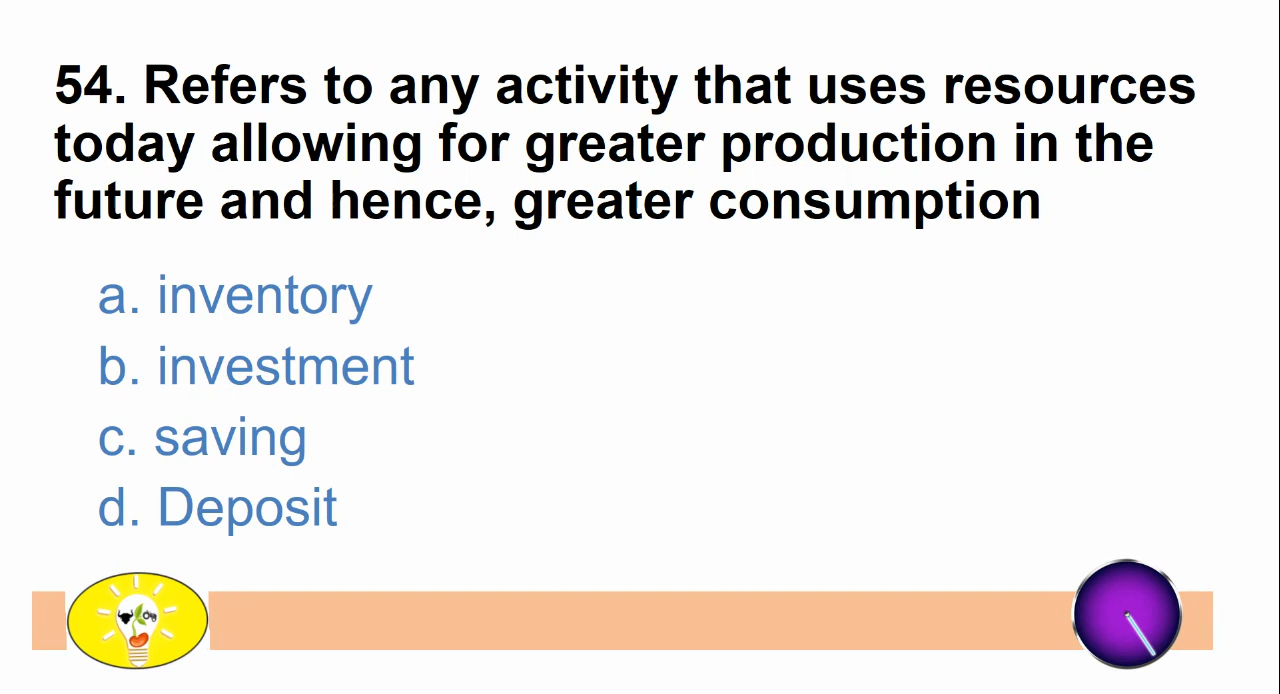 54. Refers to any activity that uses resources
today allowing for greater production in the
future and hence, greater consumption
a. inventory
b. investment
c. saving
d. Deposit